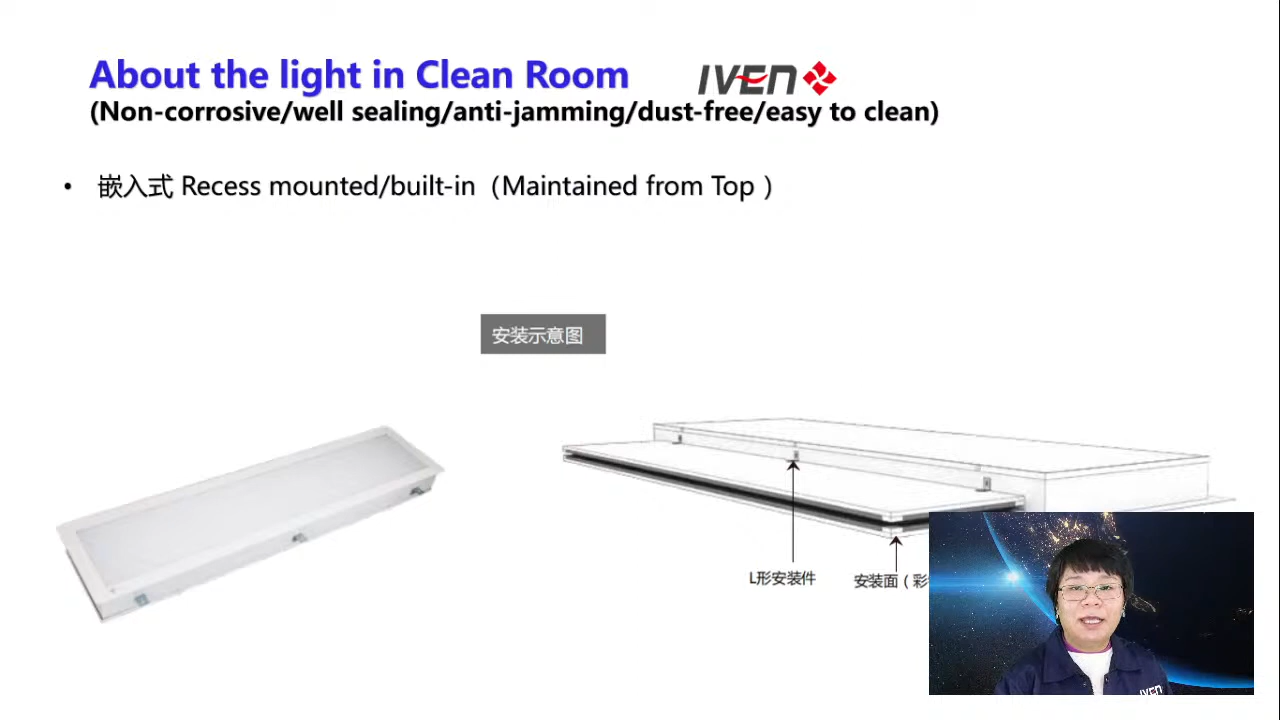 About the light in Clean Room
IVEN
(Non-corrosive/well sealing/anti-jamming/dust-free/easy to clean)
• 嵌入式 Recess mounted/built-in（Maintained from Top ）
安装示意图
L形安装件
安装面（彩
IVEN